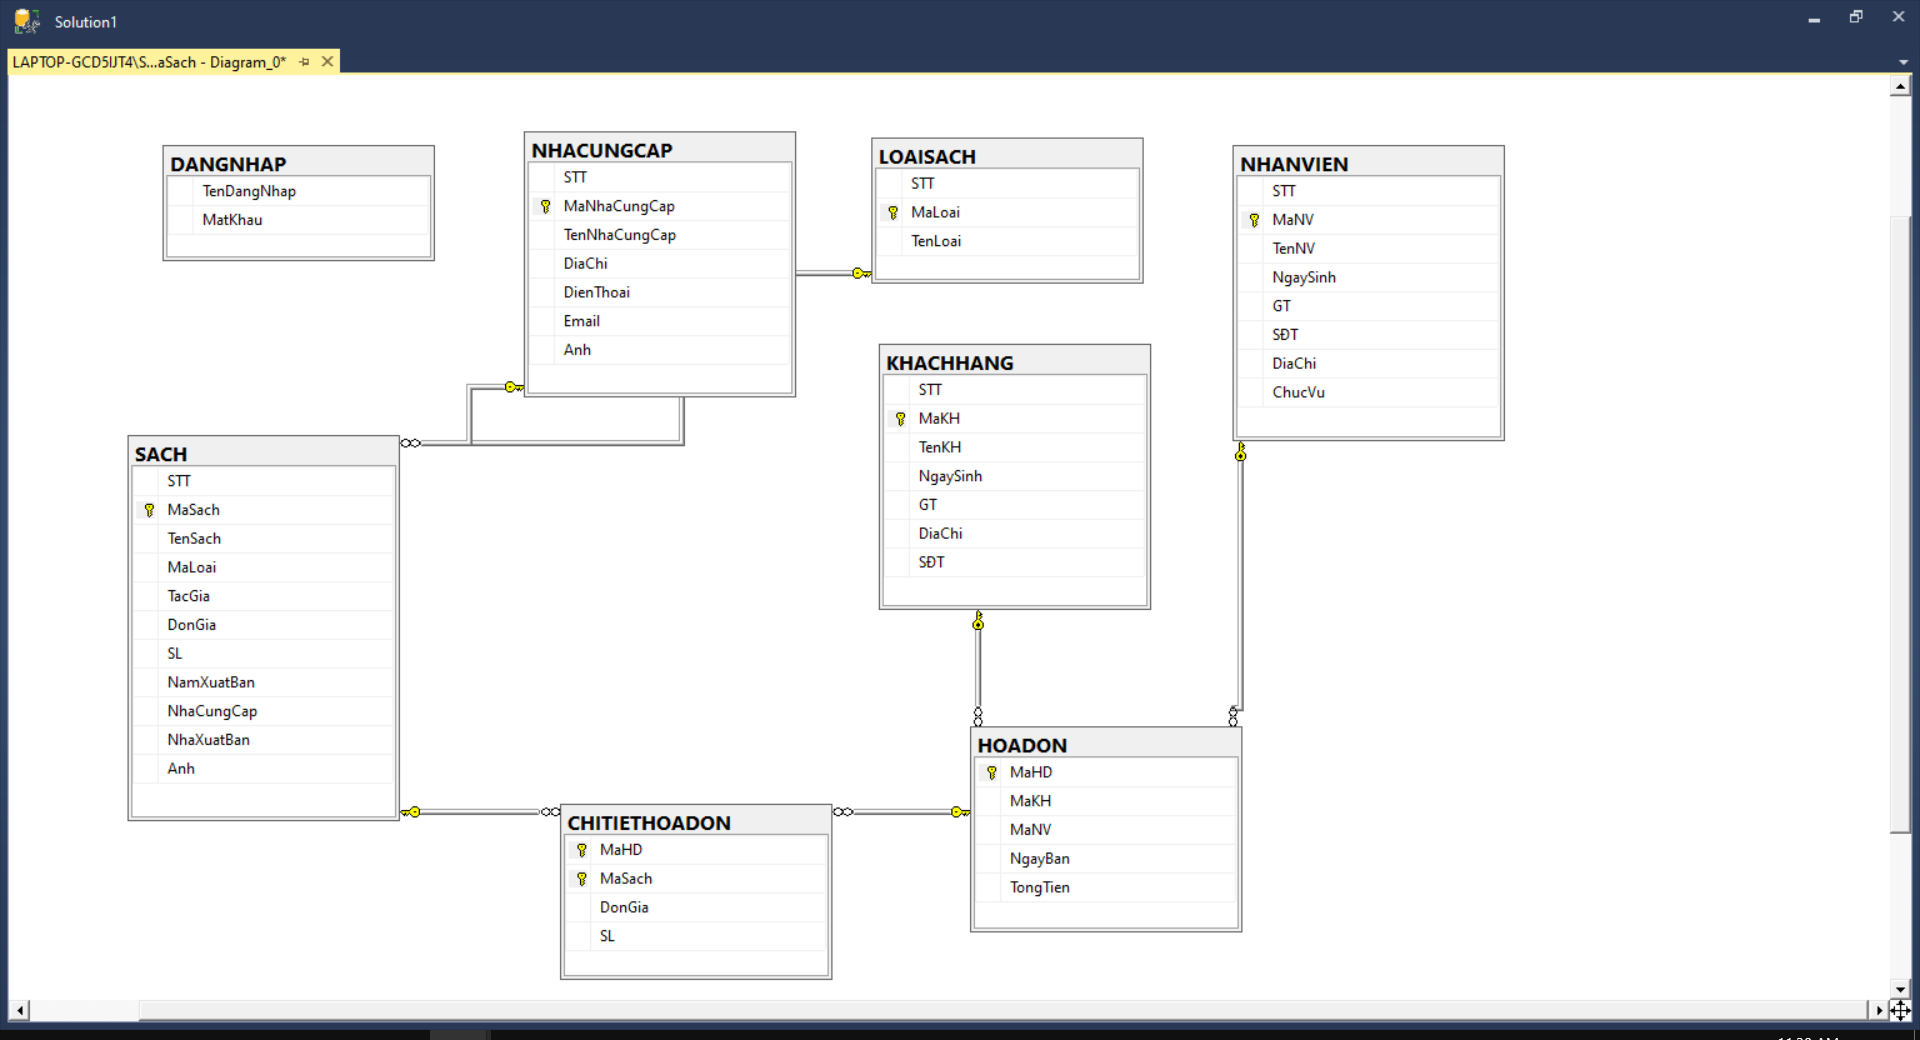 Solution1
LAPTOP-GCD5IJT4\S...aSach - Diagram_0*
DANGNHAP
TenDangNhap
MatKhau
NHACUNGCAP
STT
MaNhaCungCap
TenNhaCungCap
DiaChi
DienThoai
Email
Anh
LOAISACH
STT
MaLoai
TenLoai
NHANVIEN
STT
MaNV
TenNV
NgaySinh
GT
SĐT
DiaChi
ChucVu
KHACHHANG
STT
MaKH
TenKH
NgaySinh
GT
DiaChi
SĐT
SACH
STT
MaSach
TenSach
MaLoai
TacGia
DonGia
SL
NamXuatBan
NhaCungCap
NhaXuatBan
Anh
CHITIETHOADON
MaHD
MaSach
DonGia
SL
HOADON
MaHD
MaKH
MaNV
NgayBan
TongTien